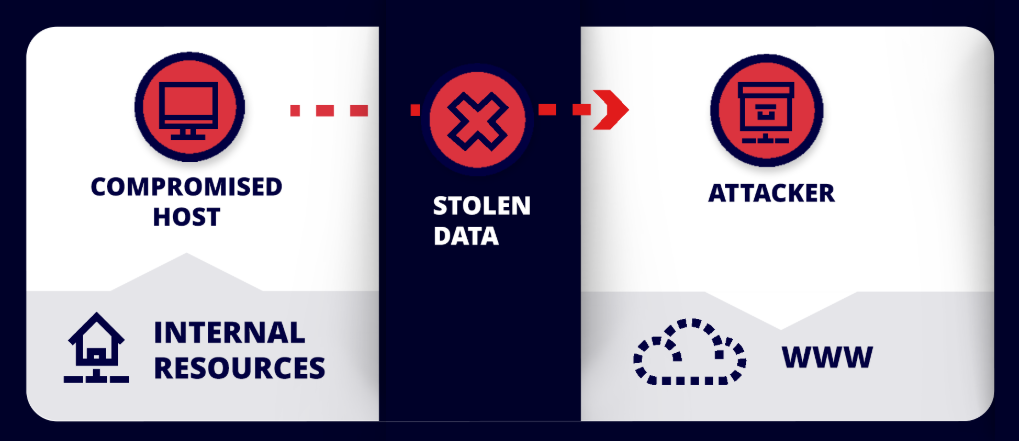 COMPROMISED
HOST
STOLEN
DATA
ATTACKER
INTERNAL
RESOURCES
WWW